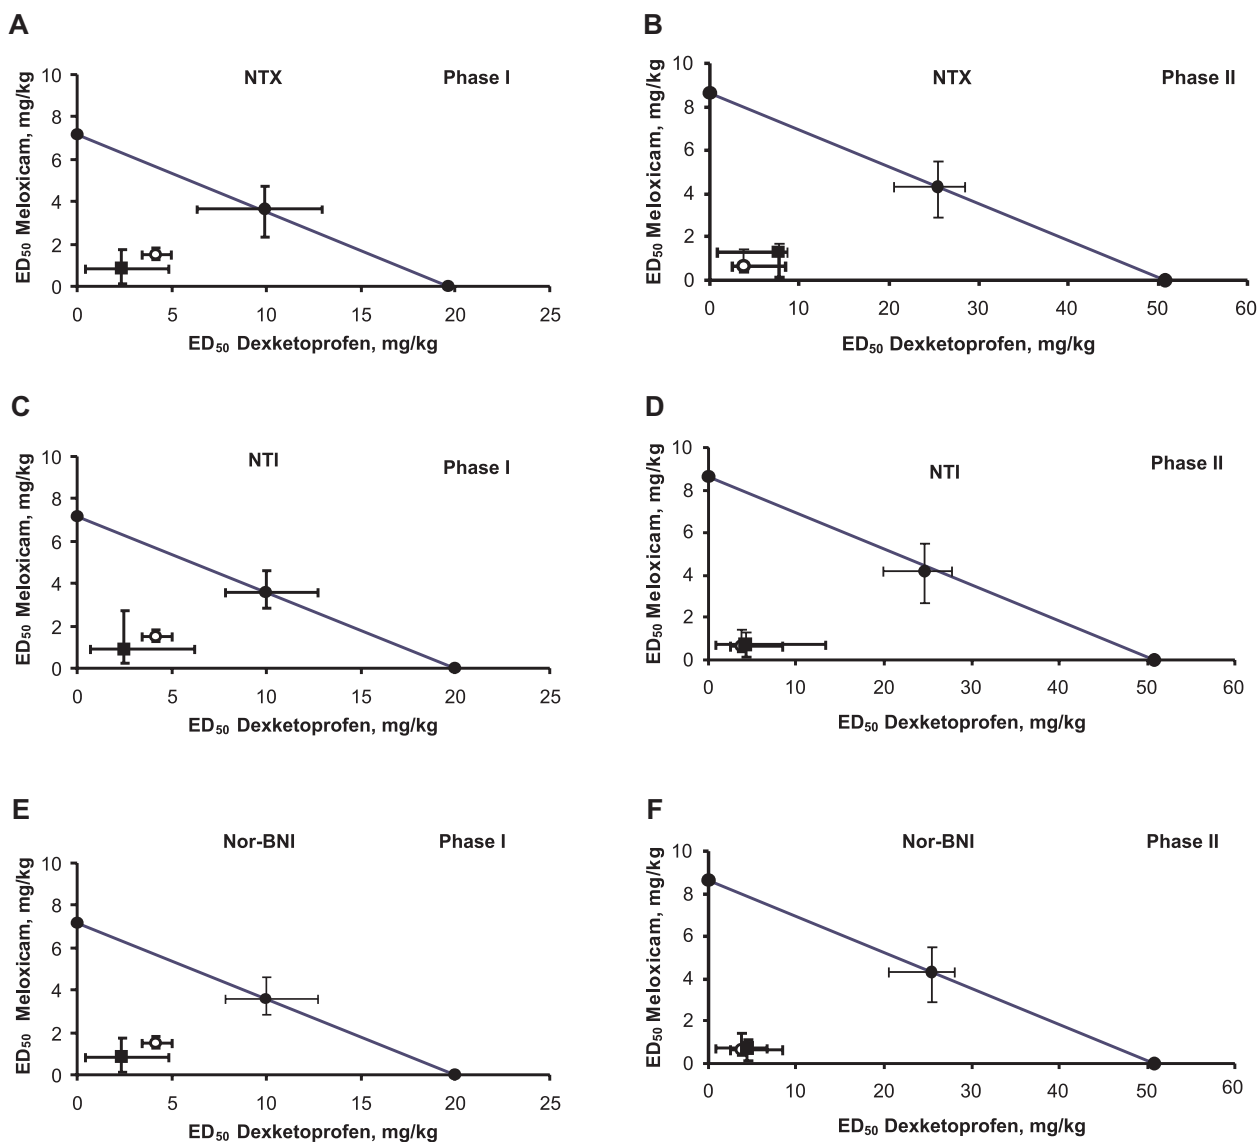 A
NTX
Phase I
ED50 Meloxicam, mg/kg
10
8
6
4
2
0
0 5 10 15 20 25
ED50 Dexketoprofen, mg/kg
B
NTX
Phase II
ED50 Meloxicam, mg/kg
10
8
6
4
2
0
0 10 20 30 40 50 60
ED50 Dexketoprofen, mg/kg
C
NTI
Phase I
ED50 Meloxicam, mg/kg
10
8
6
4
2
0
0 5 10 15 20 25
ED50 Dexketoprofen, mg/kg
D
NTI
Phase II
ED50 Meloxicam, mg/kg
10
8
6
4
2
0
0 10 20 30 40 50 60
ED50 Dexketoprofen, mg/kg
E
Nor-BNI
Phase I
ED50 Meloxicam, mg/kg
10
8
6
4
2
0
0 5 10 15 20 25
ED50 Dexketoprofen, mg/kg
F
Nor-BNI
Phase II
ED50 Meloxicam, mg/kg
10
8
6
4
2
0
0 10 20 30 40 50 60
ED50 Dexketoprofen, mg/kg